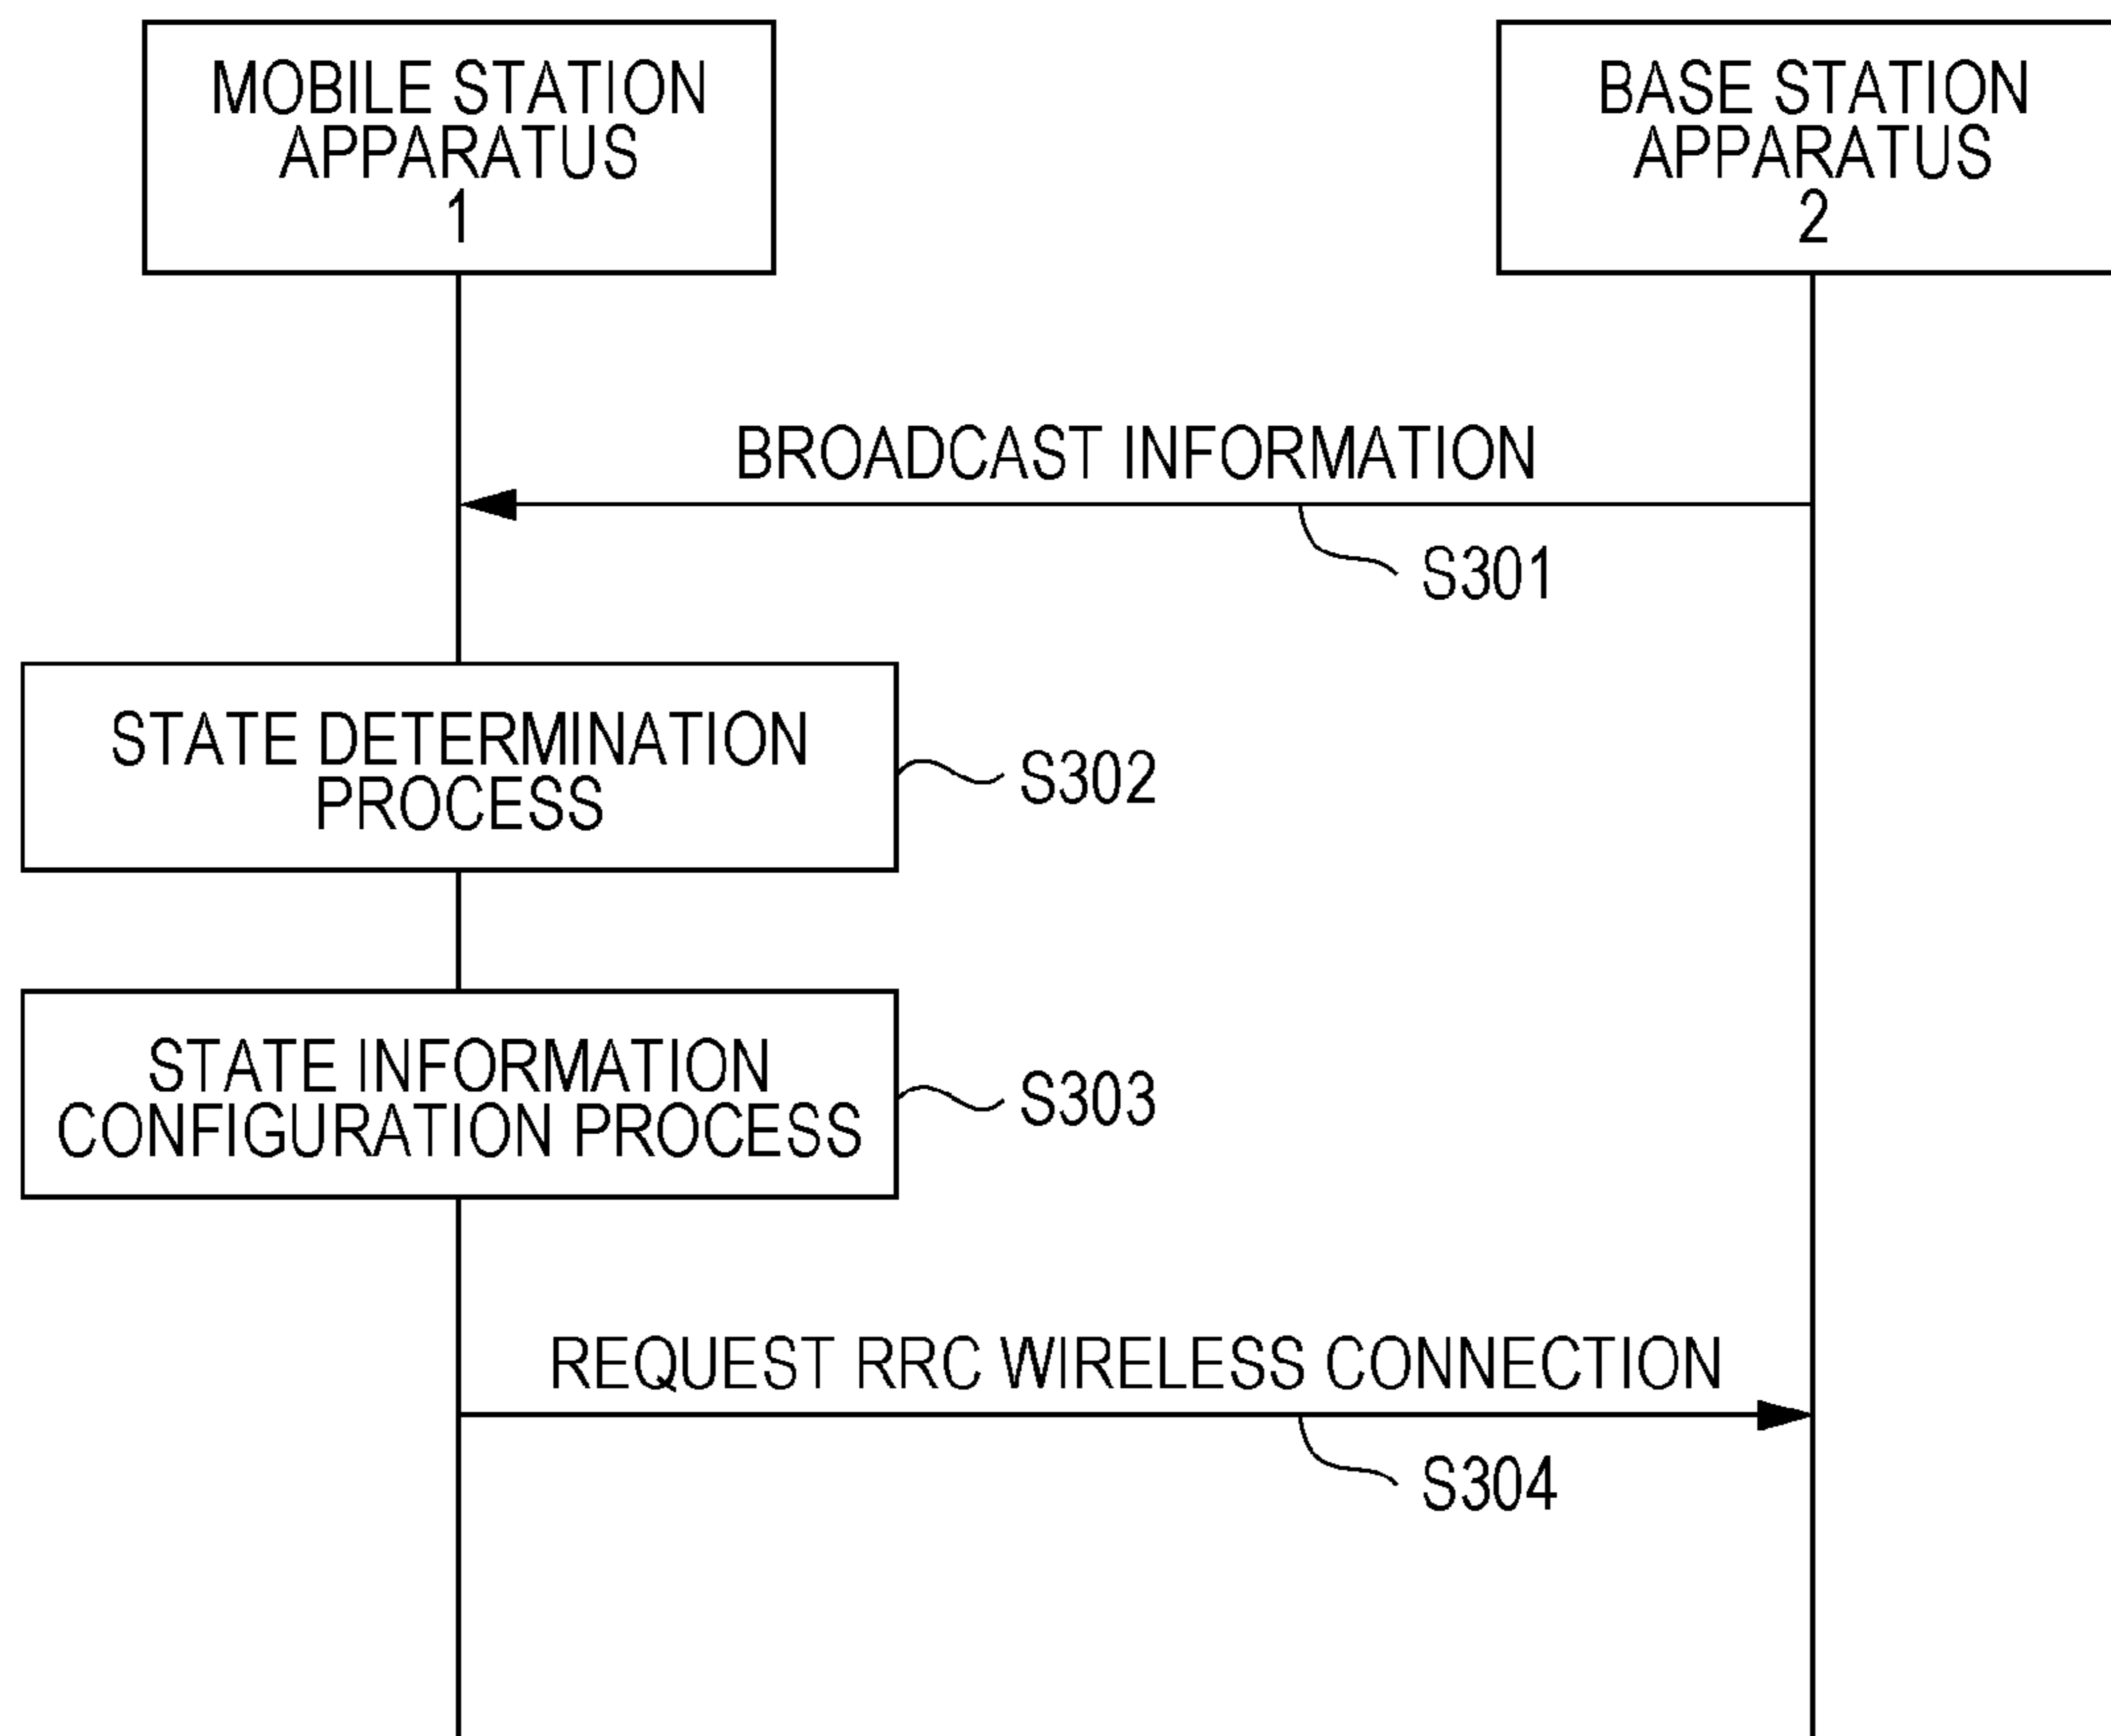 MOBILE STATION
APPARATUS
1
BASE STATION
APPARATUS
2
BROADCAST INFORMATION
S301
STATE DETERMINATION
PROCESS
S302
STATE INFORMATION
CONFIGURATION PROCESS
S303
REQUEST RRC WIRELESS CONNECTION
S304